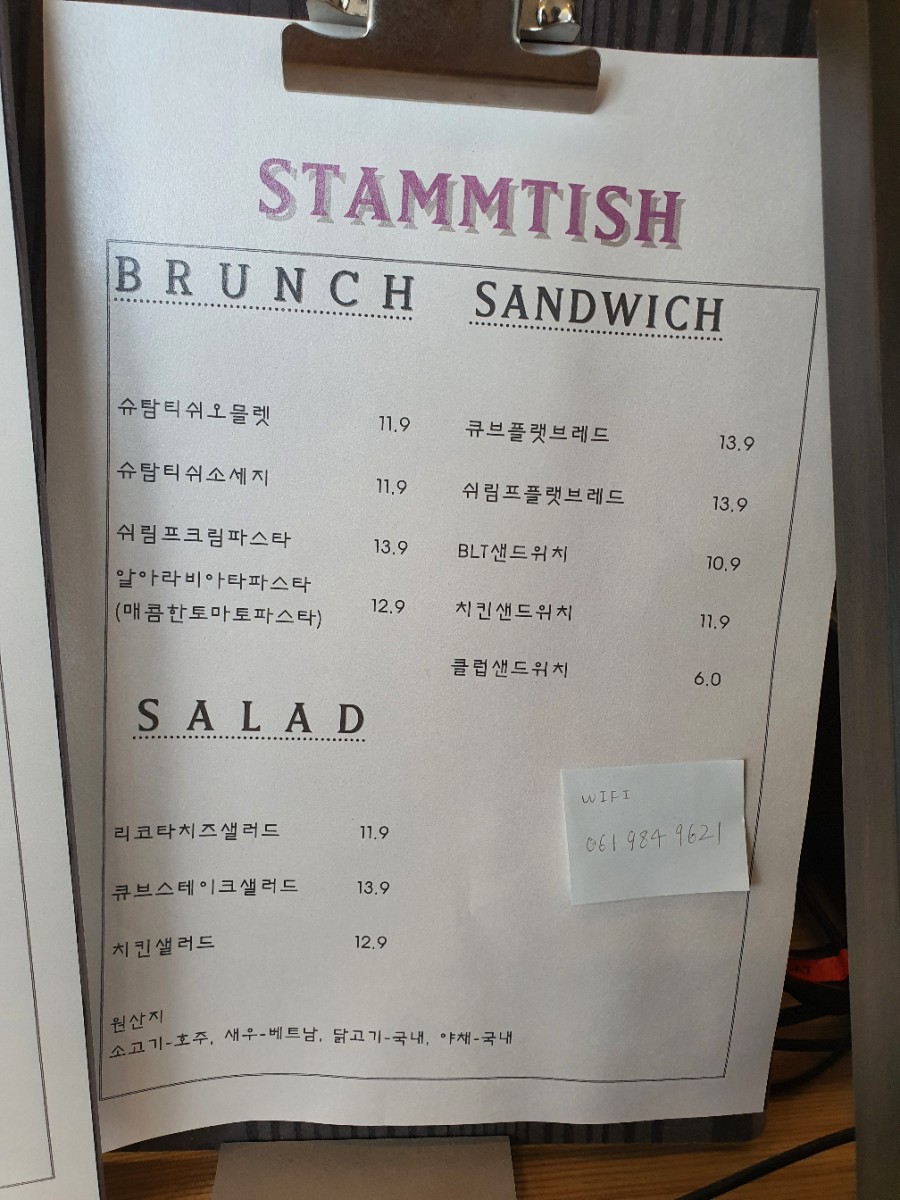 STAMMTISH
BRUNCH
슈탐티쉬오믈렛 11.9
슈탐티쉬소세지 11.9
쉬림프크림파스타 13.9
알아라비아타파스타
(매콤한토마토파스타) 12.9
SANDWICH
큐브플랫브레드 13.9
쉬림프플랫브레드 13.9
BLT샌드위치 10.9
치킨샌드위치 11.9
클럽샌드위치 6.0
SALAD
리코타치즈샐러드 11.9
큐브스테이크샐러드 13.9
치킨샐러드 12.9
WIFI
061 984 9621
원산지
소고기-호주, 새우-베트남, 닭고기-국내, 야채-국내